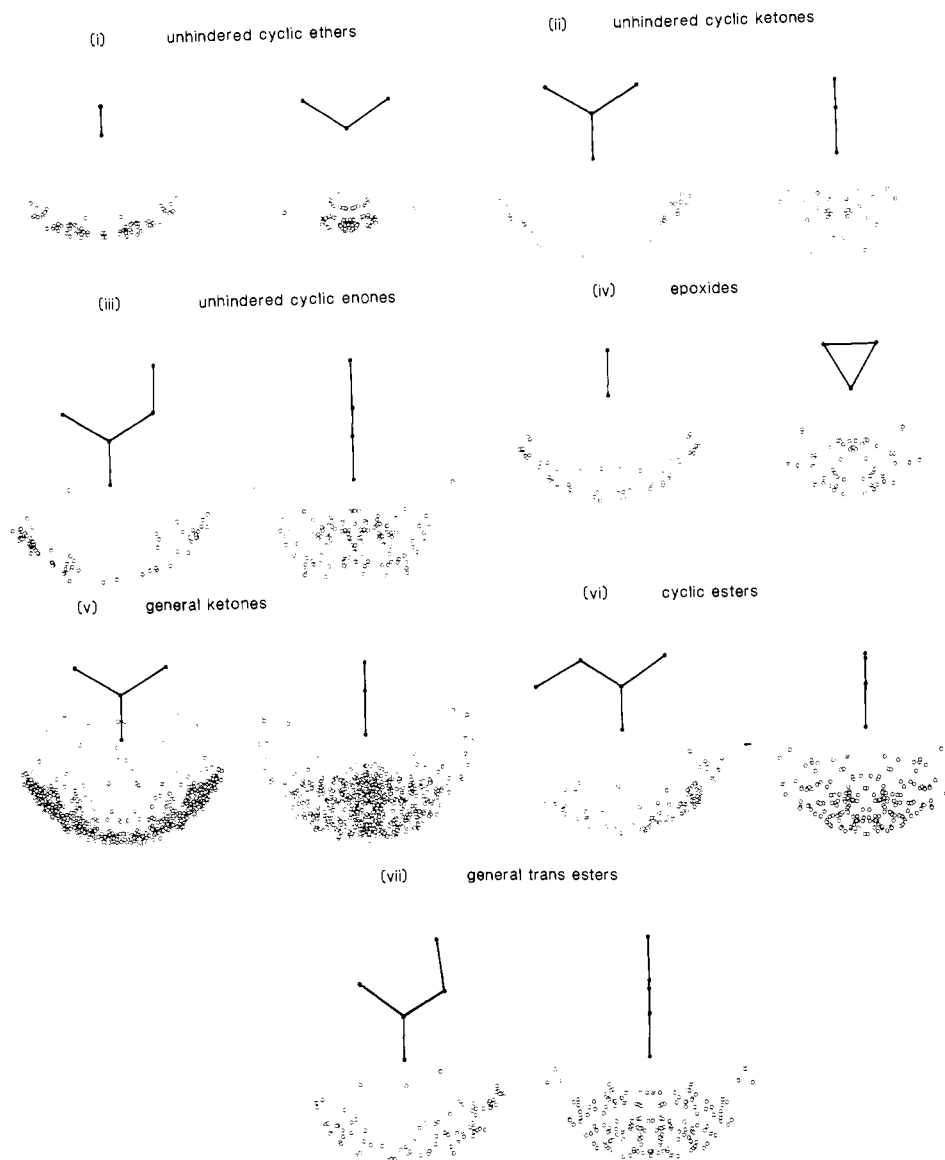 (i) unhindered cyclic ethers
(ii) unhindered cyclic ketones
(iii) unhindered cyclic enones
(iv) epoxides
(v) general ketones
(vi) cyclic esters
(vii) general trans esters